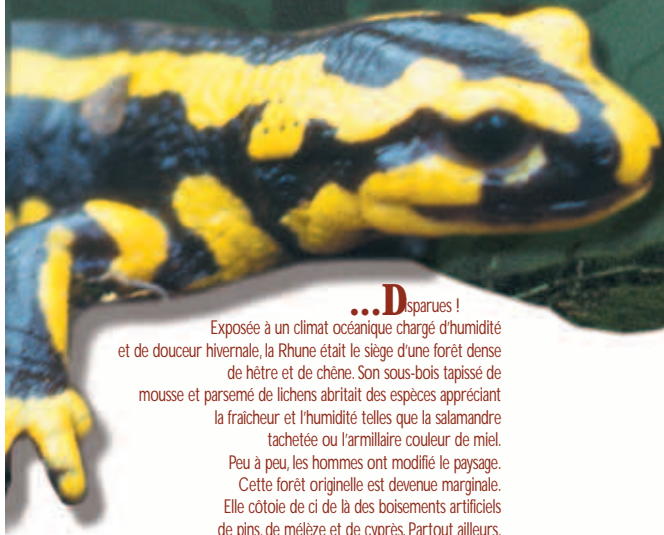 ...Disparues !
Exposée à un climat océanique chargé d'humidité
et de douceur hivernale, la Rhune était le siège d'une forêt dense
de hêtre et de chêne. Son sous-bois tapissé de
mousse et parsemé de lichens abritait des espèces appréciant
la fraîcheur et l'humidité telles que la salamandre
tachetée ou l'armillaire couleur de miel.
Peu à peu, les hommes ont modifié le paysage.
Cette forêt originelle est devenue marginale.
Elle côtoie de ci de là des boisements artificiels
de pins, de mélèze et de cyprès. Partout ailleurs,